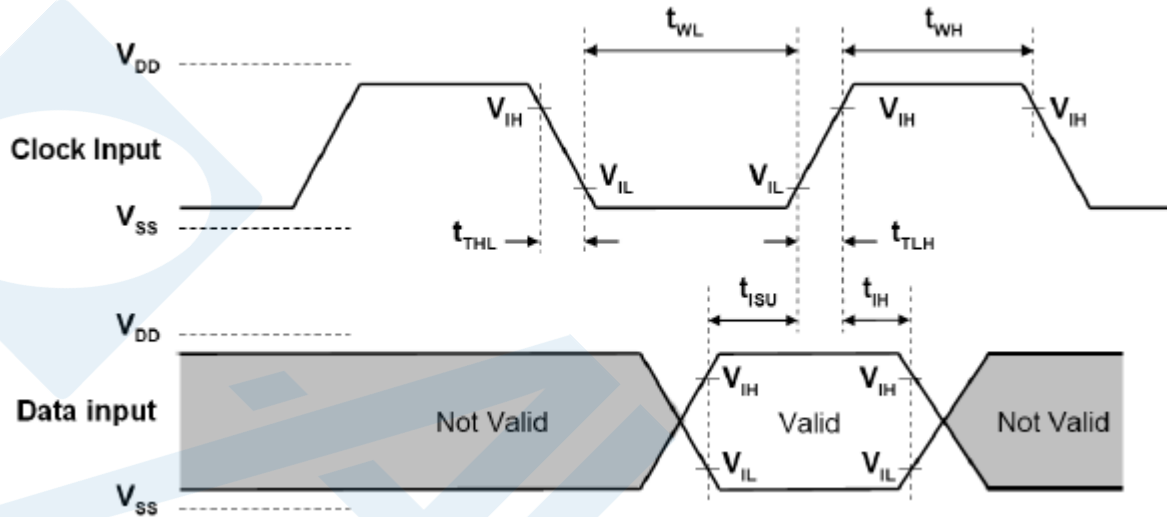 tWL
tWH
VDD
VIH
VIH
VIH
Clock Input
VIL
VIL
VSS
tTHL
tTLH
tISU
tIH
VDD
VIH
VIH
Data input
Not Valid
Valid
Not Valid
VIL
VIL
VSS